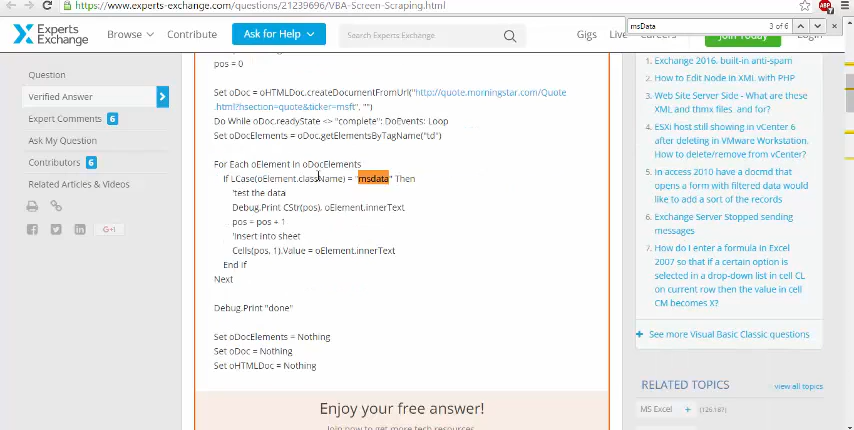 https://www.experts-exchange.com/questions/21239696/VBA-Screen-Scraping.html
msData
3 of 6
Experts
Exchange
Browse
Contribute
Ask for Help
Search Experts Exchange
Gigs
Live
Careers
Join Today
Login
Question
Verified Answer
Expert Comments 6
Ask My Question
Contributors 6
Related Articles & Videos
G+1
pos = 0
Set oDoc = oHTMLDoc.createDocumentFromUrl("http://quote.morningstar.com/Quote
.html?hsection=quote&ticker=msft", "")
Do While oDoc.readyState <> "complete": DoEvents: Loop
Set oDocElements = oDoc.getElementsByTagName("td")
For Each oElement In oDocElements
If LCase(oElement.className) = "msdata" Then
'test the data
Debug.Print CStr(pos), oElement.innerText
pos = pos + 1
'Insert into sheet
Cells(pos, 1).Value = oElement.innerText
End If
Next
Debug.Print "done"
Set oDocElements = Nothing
Set oDoc = Nothing
Set oHTMLDoc = Nothing
Enjoy your free answer!
Join now to get more tech resources
Exchange 2016, built-in anti-spam
2. How to Edit Node in XML with PHP
3. Web Site Server Side - What are these
XML and thmx files and for?
4. ESXi host still showing in vCenter 6
after deleting in VMware Workstation.
How to delete/remove from vCenter?
5. In access 2010 have a docmd that
opens a form with filtered data would
like to add a sort of the records
6. Exchange Server Stopped sending
messages
7. How do I enter a formula in Excel
2007 so that if a certain option is
selected in a drop-down list in cell CL
on current row then the value in cell
CM becomes X?
+ See more Visual Basic Classic questions
RELATED TOPICS
view all topics
MS Excel +